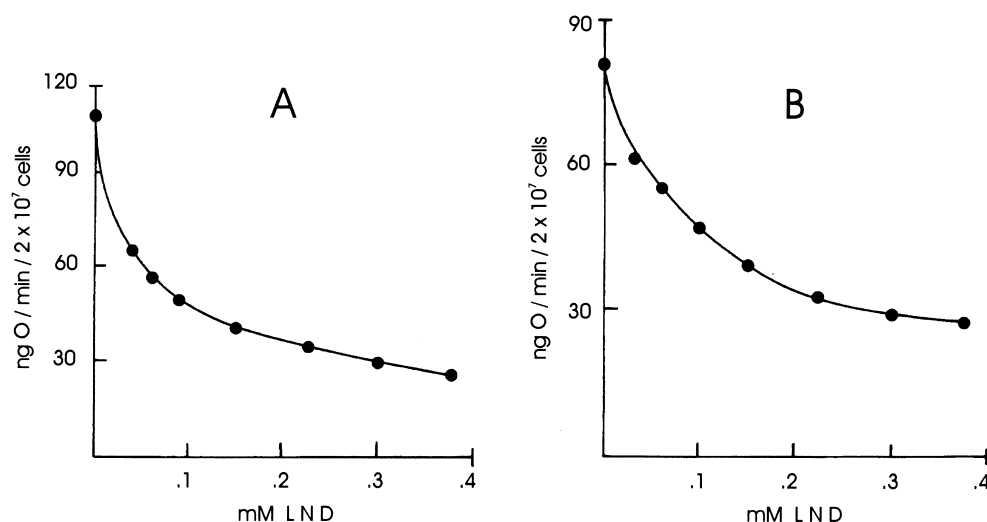 A
120
90
60
30
ng O / min / 2 x 10⁷ cells
.1 .2 .3 .4
mM LND
B
90
60
30
ng O / min / 2 x 10⁷ cells
.1 .2 .3 .4
mM LND